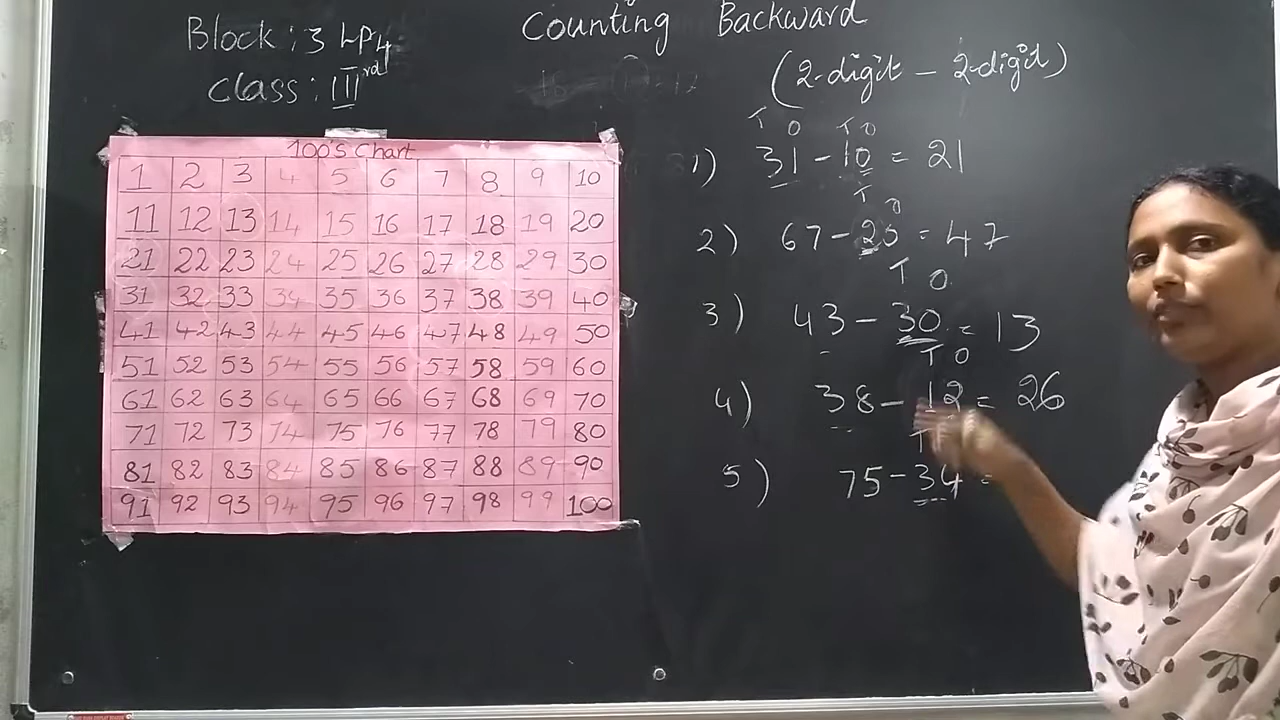 Block : 3 LP4
Class : IIIrd
Counting Backward
(2-digit - 2-digit)
100's Chart
1 2 3 4 5 6 7 8 9 10
11 12 13 14 15 16 17 18 19 20
21 22 23 24 25 26 27 28 29 30
31 32 33 34 35 36 37 38 39 40
41 42 43 44 45 46 47 48 49 50
51 52 53 54 55 56 57 58 59 60
61 62 63 64 65 66 67 68 69 70
71 72 73 74 75 76 77 78 79 80
81 82 83 84 85 86 87 88 89 90
91 92 93 94 95 96 97 98 99 100
T O T O
1) 31 - 10 = 21
T O
2) 67 - 20 = 47
T O
3) 43 - 30 = 13
T O
4) 38 - 12 = 26
T
5) 75 - 34 =